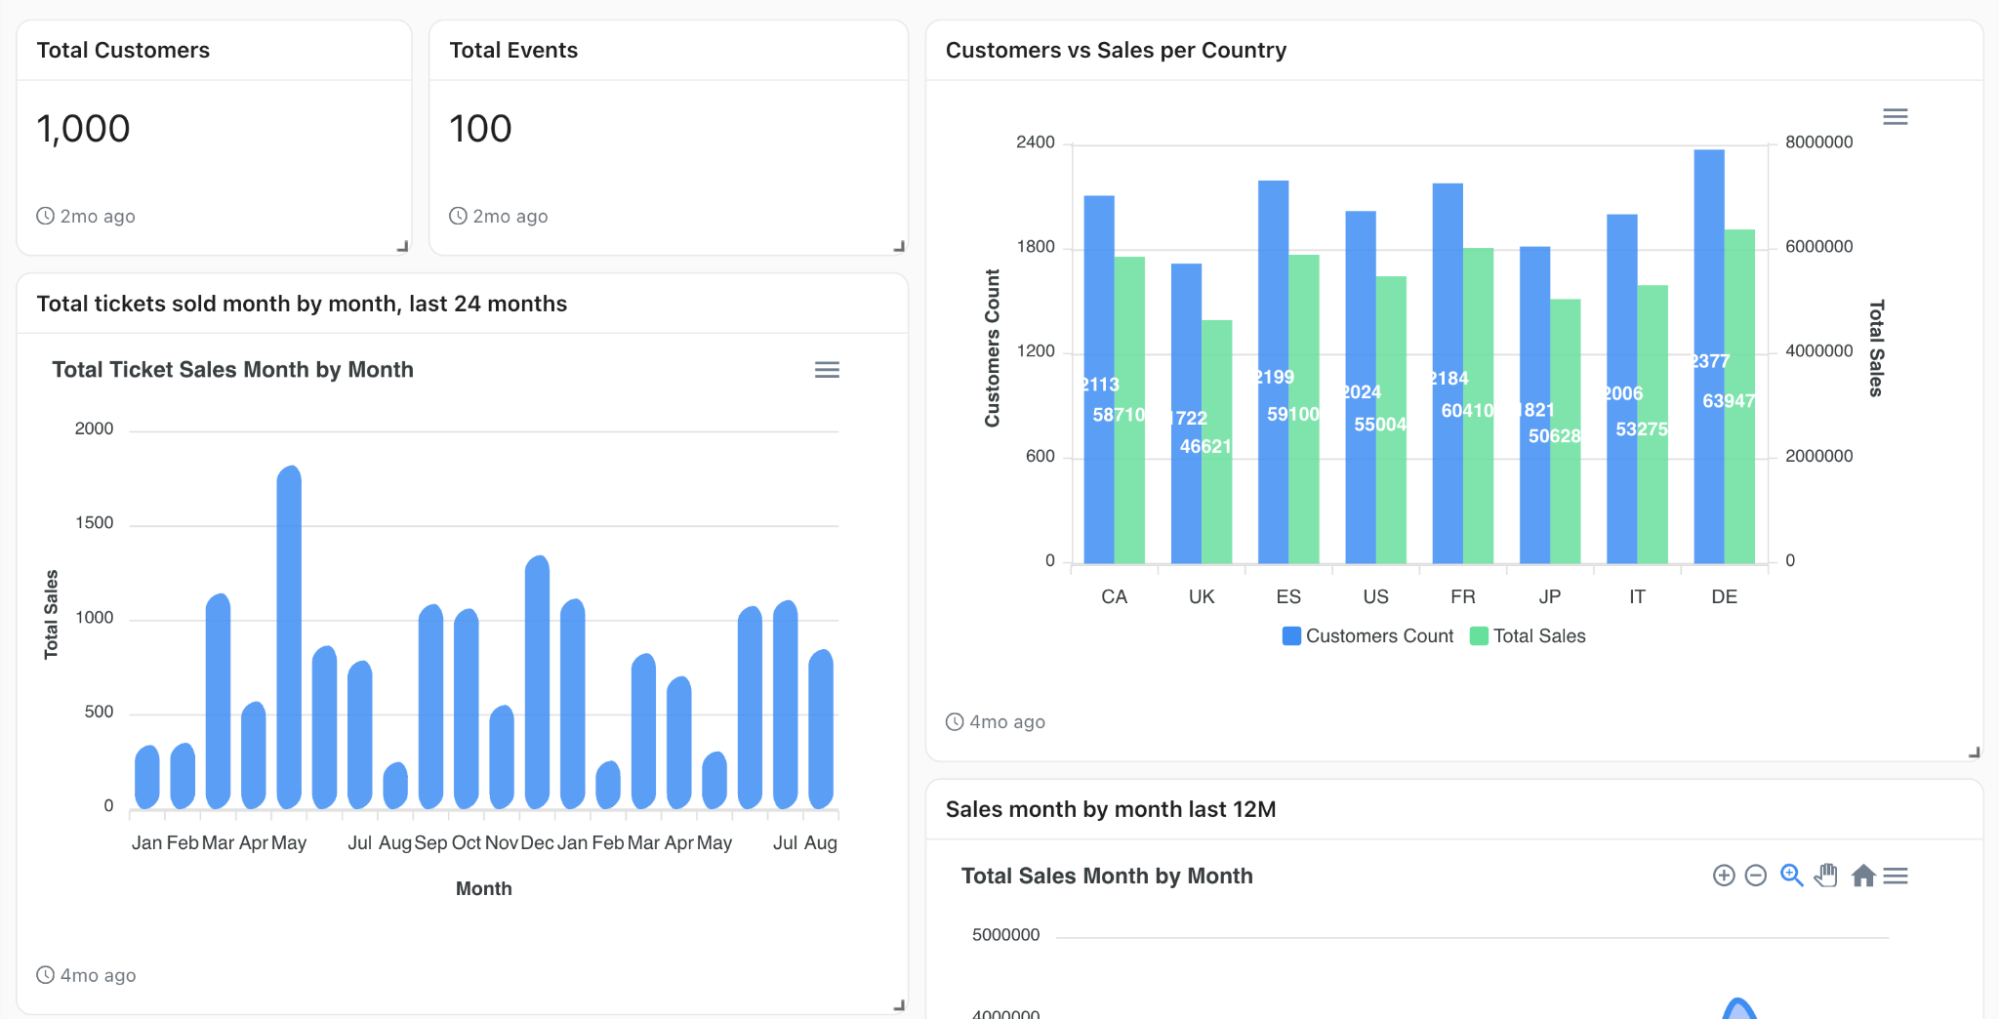 Total Customers
1,000
2mo ago
Total Events
100
2mo ago
Total tickets sold month by month, last 24 months
Total Ticket Sales Month by Month
Total Sales
2000
1500
1000
500
0
Jan Feb Mar Apr May Jul Aug Sep Oct Nov Dec Jan Feb Mar Apr May Jul Aug
Month
4mo ago
Customers vs Sales per Country
Customers Count
2400
1800
1200
600
0
8000000
6000000
4000000
2000000
0
Total Sales
2113
58710
1722
46621
2199
59100
2024
55004
2184
60410
1821
50628
2006
53275
2377
63947
CA UK ES US FR JP IT DE
Customers Count Total Sales
4mo ago
Sales month by month last 12M
Total Sales Month by Month
5000000
4000000